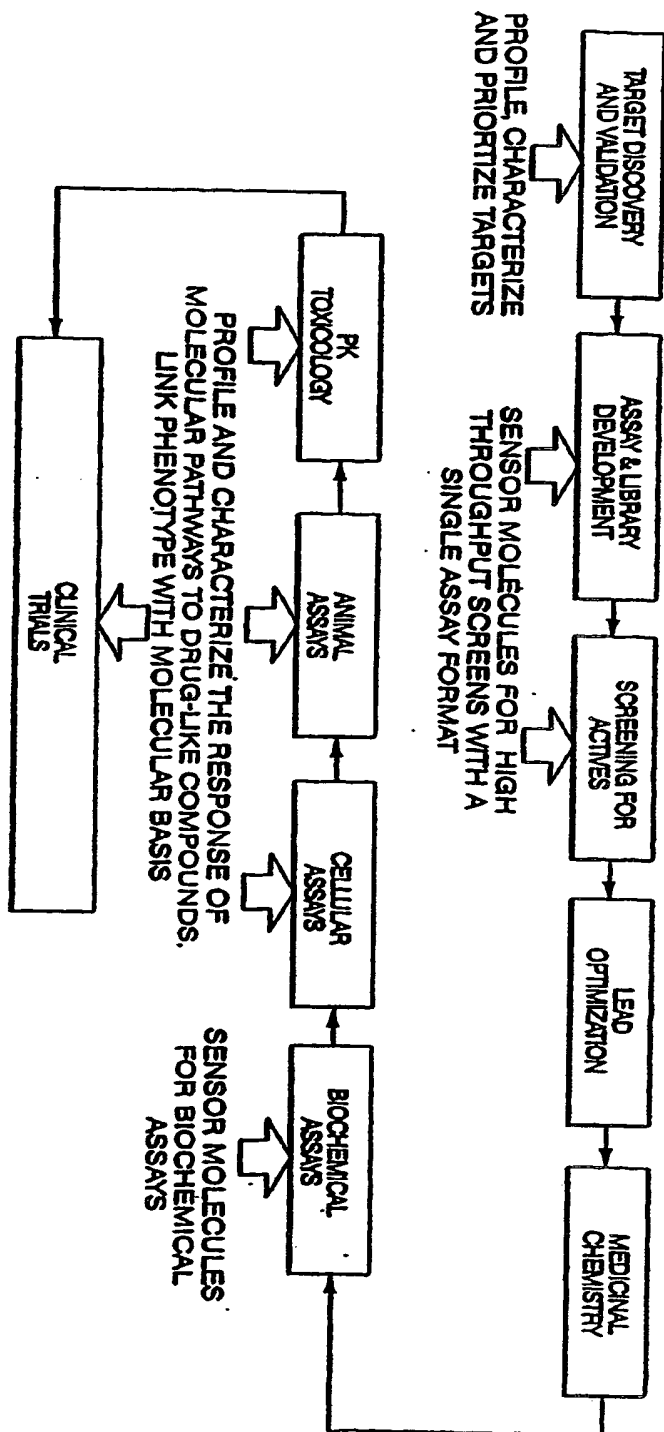 TARGET DISCOVERY
AND VALIDATION
ASSAY & LIBRARY
DEVELOPMENT
SCREENING FOR
ACTIVES
LEAD
OPTIMIZATION
MEDICINAL
CHEMISTRY
PROFILE, CHARACTERIZE
AND PRIORTIZE TARGETS
SENSOR MOLECULES FOR HIGH
THROUGHPUT SCREENS WITH A
SINGLE ASSAY FORMAT
PK
TOXICOLOGY
ANIMAL
ASSAYS
CELLULAR
ASSAYS
BIOCHEMICAL
ASSAYS
PROFILE AND CHARACTERIZE THE RESPONSE OF
MOLECULAR PATHWAYS TO DRUG-LIKE COMPOUNDS.
LINK PHENOTYPE WITH MOLECULAR BASIS
SENSOR MOLECULES
FOR BIOCHEMICAL
ASSAYS
CLINICAL
TRIALS